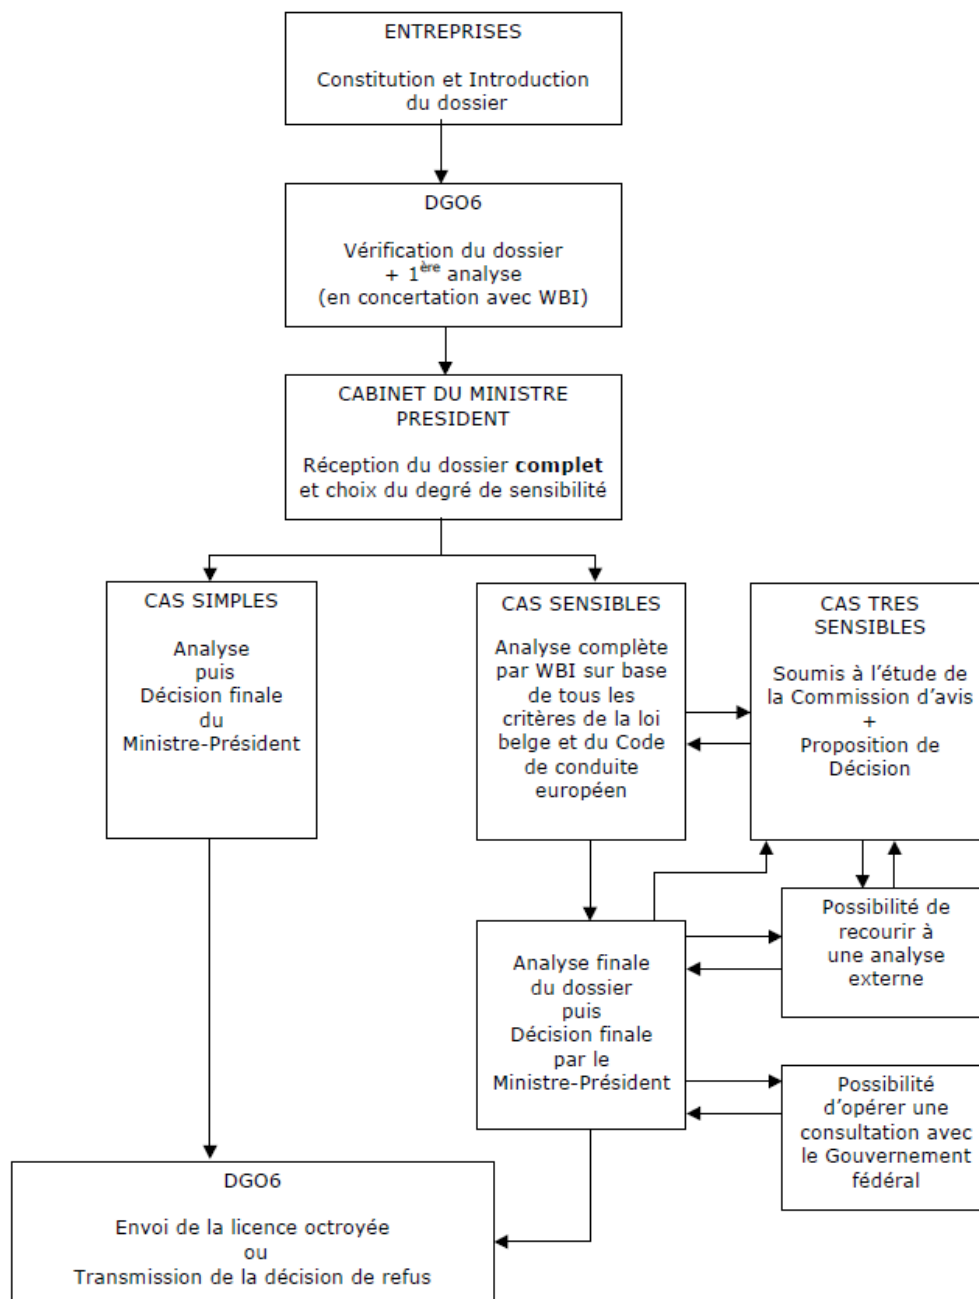 ENTREPRISES
Constitution et Introduction
du dossier
DGO6
Vérification du dossier
+ 1ère analyse
(en concertation avec WBI)
CABINET DU MINISTRE
PRESIDENT
Réception du dossier complet
et choix du degré de sensibilité
CAS SIMPLES
Analyse
puis
Décision finale
du
Ministre-Président
CAS SENSIBLES
Analyse complète
par WBI sur base
de tous les
critères de la loi
belge et du Code
de conduite
européen
CAS TRES
SENSIBLES
Soumis à l'étude de
la Commission d'avis
+
Proposition de
Décision
Possibilité de
recourir à
une analyse
externe
Analyse finale
du dossier
puis
Décision finale
par le
Ministre-Président
Possibilité
d'opérer une
consultation avec
le Gouvernement
fédéral
DGO6
Envoi de la licence octroyée
ou
Transmission de la décision de refus